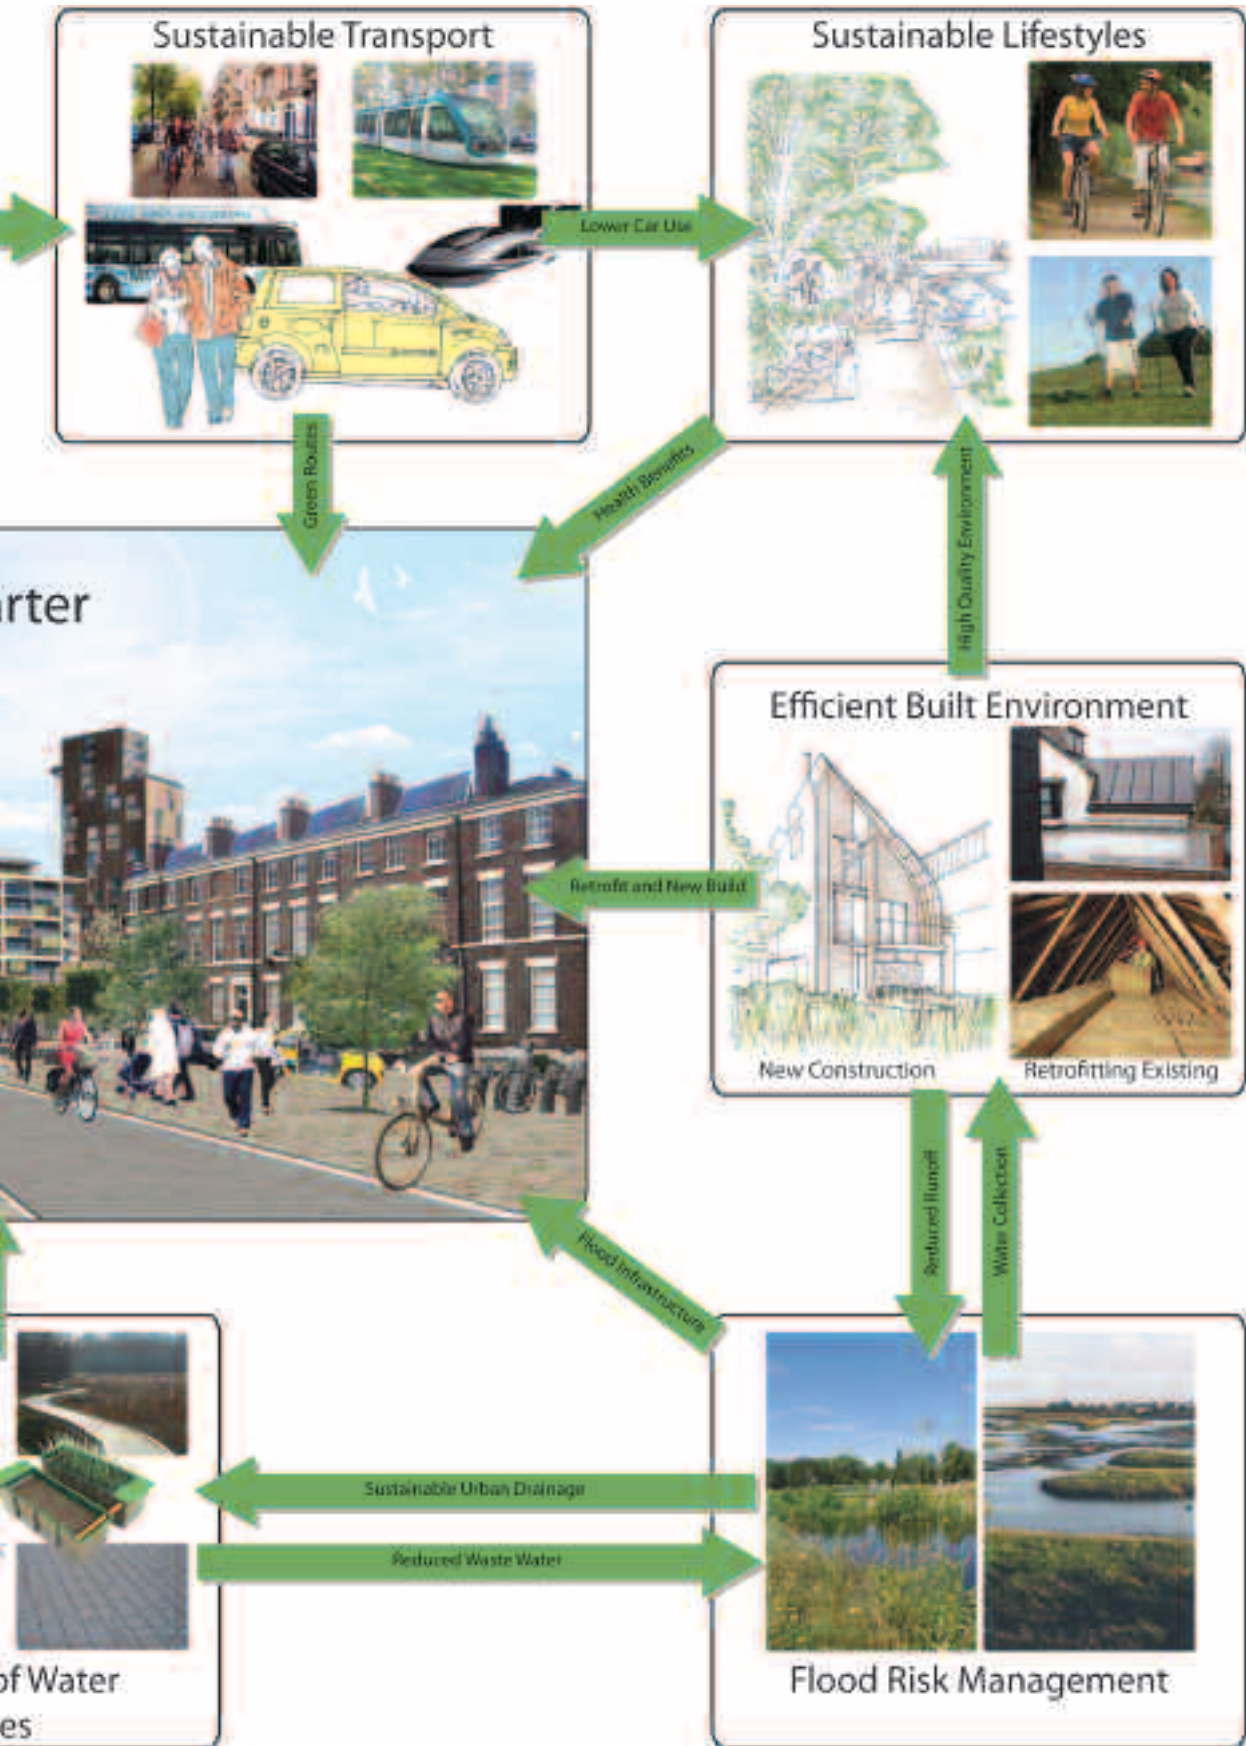 Sustainable Transport
Sustainable Lifestyles
Lower Car Use
Green Routes
Health Benefits
High Quality Environment
rter
Efficient Built Environment
Retrofit and New Build
New Construction
Retrofitting Existing
Reduced Runoff
Water Collection
Flood Infrastructure
Sustainable Urban Drainage
Reduced Waste Water
of Water
es
Flood Risk Management